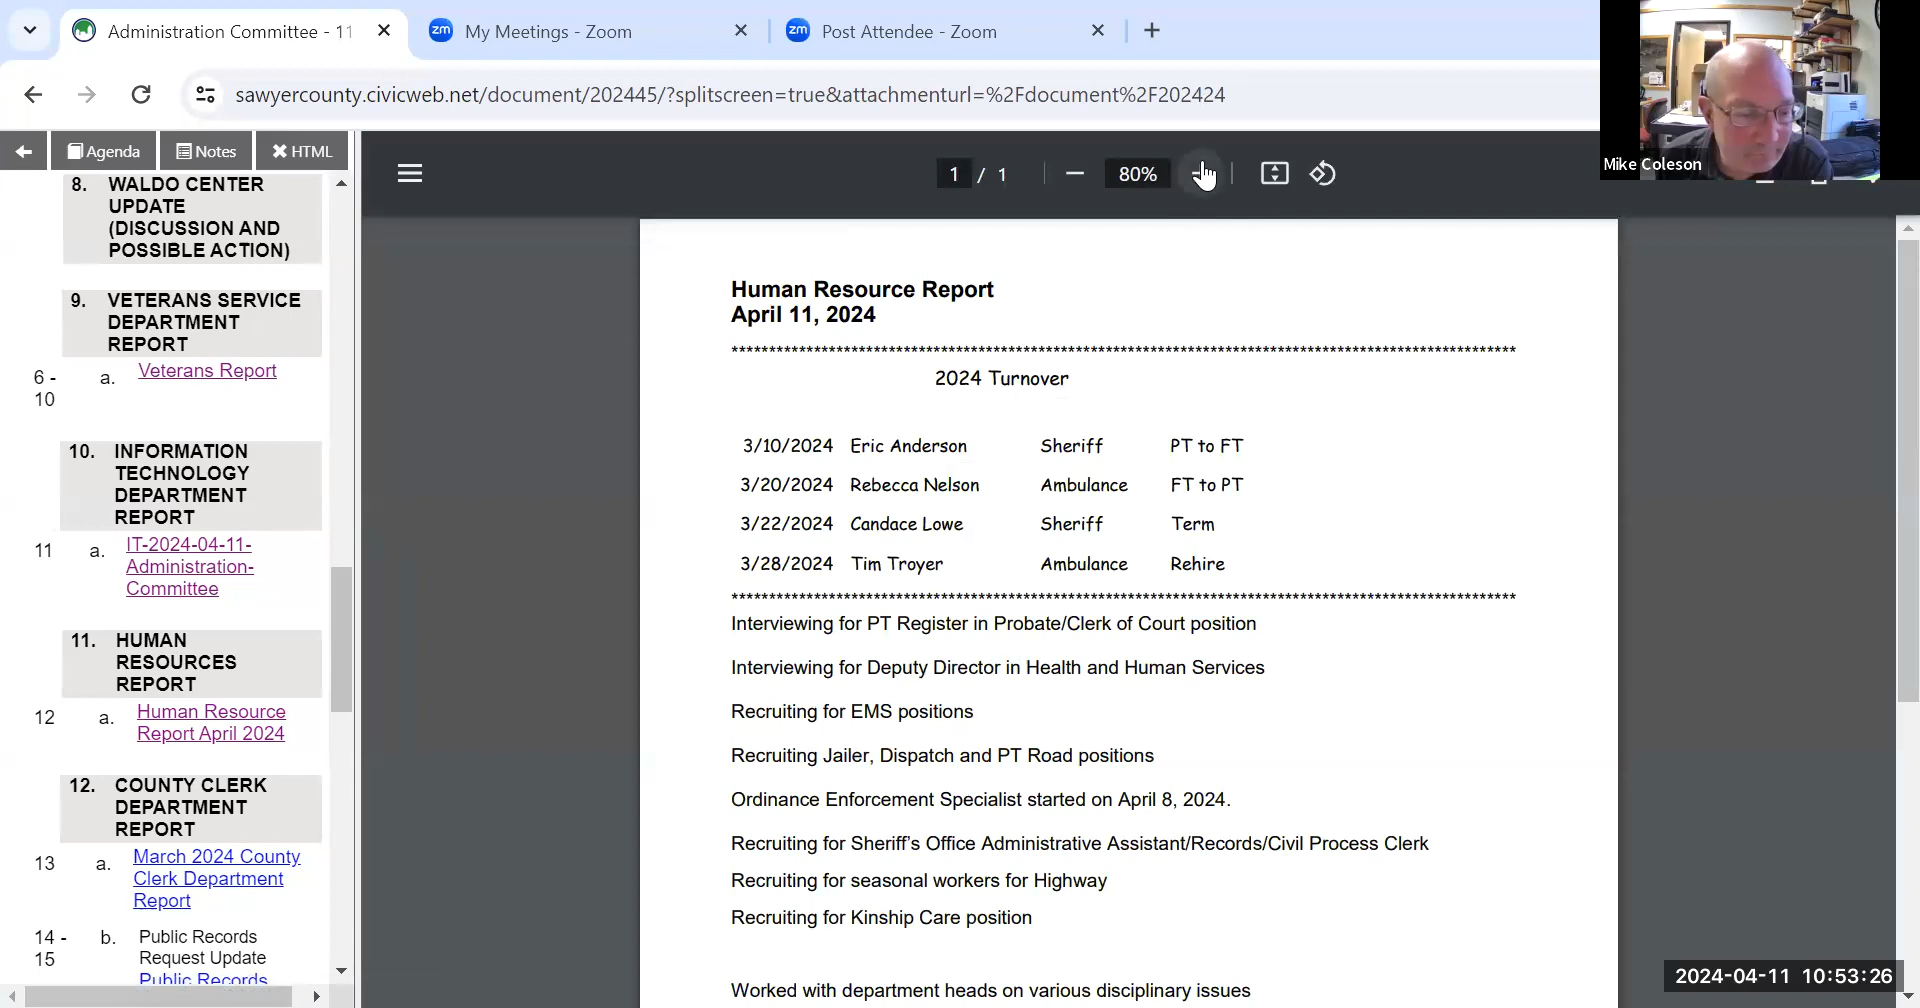 Administration Committee - 11
My Meetings - Zoom
Post Attendee - Zoom
sawyercounty.civicweb.net/document/202445/?splitscreen=true&attachmenturl=%2Fdocument%2F202424
Mike Coleson
Agenda
Notes
HTML
1 / 1
80%
8. WALDO CENTER
UPDATE
(DISCUSSION AND
POSSIBLE ACTION)
9. VETERANS SERVICE
DEPARTMENT
REPORT
6 - 10 a. Veterans Report
10. INFORMATION
TECHNOLOGY
DEPARTMENT
REPORT
11 a. IT-2024-04-11-
Administration-
Committee
11. HUMAN
RESOURCES
REPORT
12 a. Human Resource
Report April 2024
12. COUNTY CLERK
DEPARTMENT
REPORT
13 a. March 2024 County
Clerk Department
Report
14 - 15 b. Public Records
Request Update
Public Records
Human Resource Report
April 11, 2024
2024 Turnover
3/10/2024 Eric Anderson Sheriff PT to FT
3/20/2024 Rebecca Nelson Ambulance FT to PT
3/22/2024 Candace Lowe Sheriff Term
3/28/2024 Tim Troyer Ambulance Rehire
Interviewing for PT Register in Probate/Clerk of Court position
Interviewing for Deputy Director in Health and Human Services
Recruiting for EMS positions
Recruiting Jailer, Dispatch and PT Road positions
Ordinance Enforcement Specialist started on April 8, 2024.
Recruiting for Sheriff's Office Administrative Assistant/Records/Civil Process Clerk
Recruiting for seasonal workers for Highway
Recruiting for Kinship Care position
Worked with department heads on various disciplinary issues
2024-04-11 10:53:26